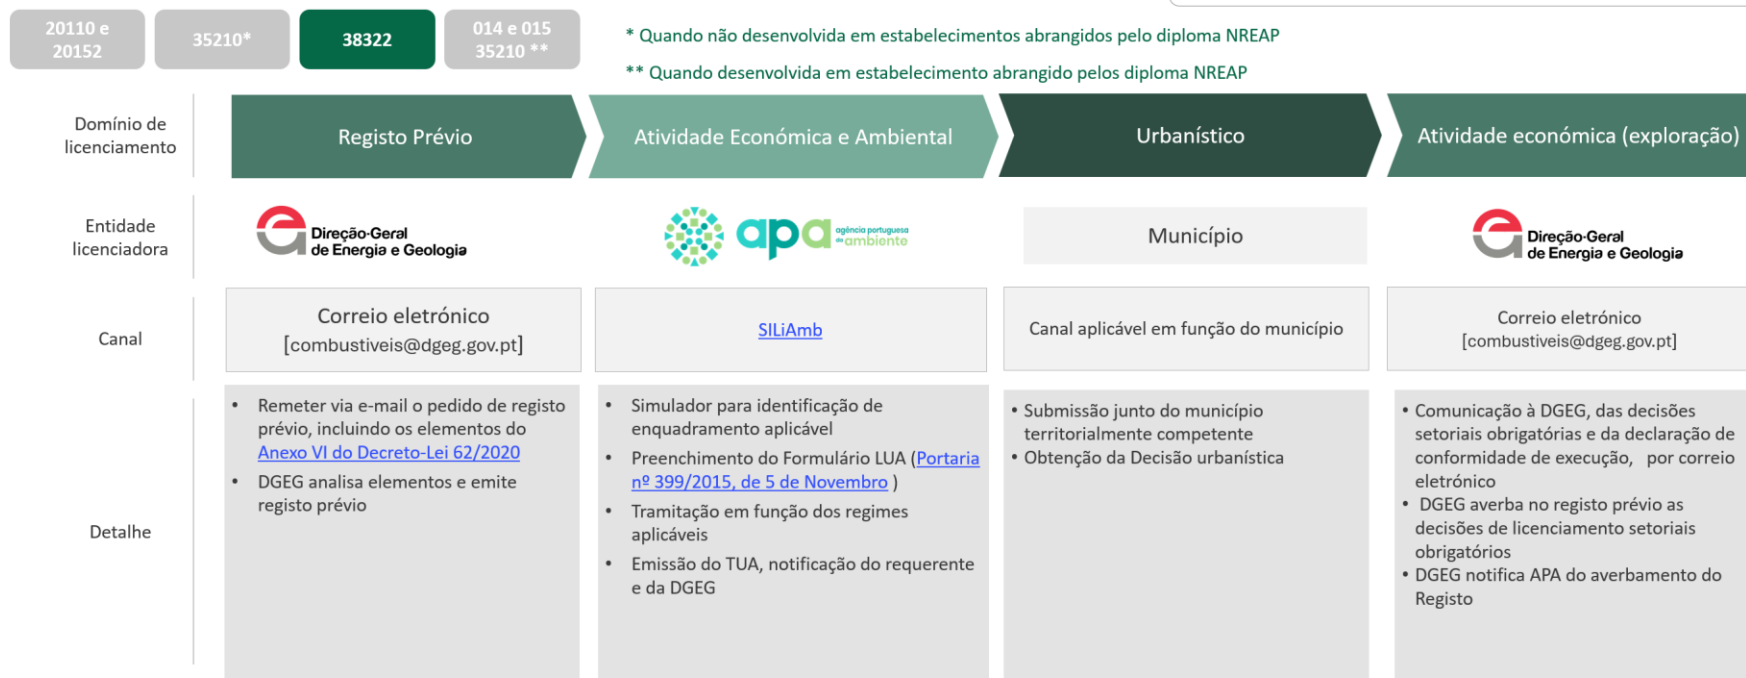 20110 e
20152
35210*
38322
014 e 015
35210 **
* Quando não desenvolvida em estabelecimentos abrangidos pelo diploma NREAP
** Quando desenvolvida em estabelecimento abrangido pelos diploma NREAP
Domínio de
licenciamento
Registo Prévio
Atividade Económica e Ambiental
Urbanístico
Atividade económica (exploração)
Entidade
licenciadora
Direção-Geral
de Energia e Geologia
apa
agência portuguesa
do ambiente
Município
Direção-Geral
de Energia e Geologia
Canal
Correio eletrónico
[combustiveis@dgeg.gov.pt]
SILiAmb
Canal aplicável em função do município
Correio eletrónico
[combustiveis@dgeg.gov.pt]
Detalhe
• Remeter via e-mail o pedido de registo
prévio, incluindo os elementos do
Anexo VI do Decreto-Lei 62/2020
• DGEG analisa elementos e emite
registo prévio
• Simulador para identificação de
enquadramento aplicável
• Preenchimento do Formulário LUA (Portaria
nº 399/2015, de 5 de Novembro )
• Tramitação em função dos regimes
aplicáveis
• Emissão do TUA, notificação do requerente
e da DGEG
• Submissão junto do município
territorialmente competente
• Obtenção da Decisão urbanística
• Comunicação à DGEG, das decisões
setoriais obrigatórias e da declaração de
conformidade de execução, por correio
eletrónico
• DGEG averba no registo prévio as
decisões de licenciamento setoriais
obrigatórios
• DGEG notifica APA do averbamento do
Registo